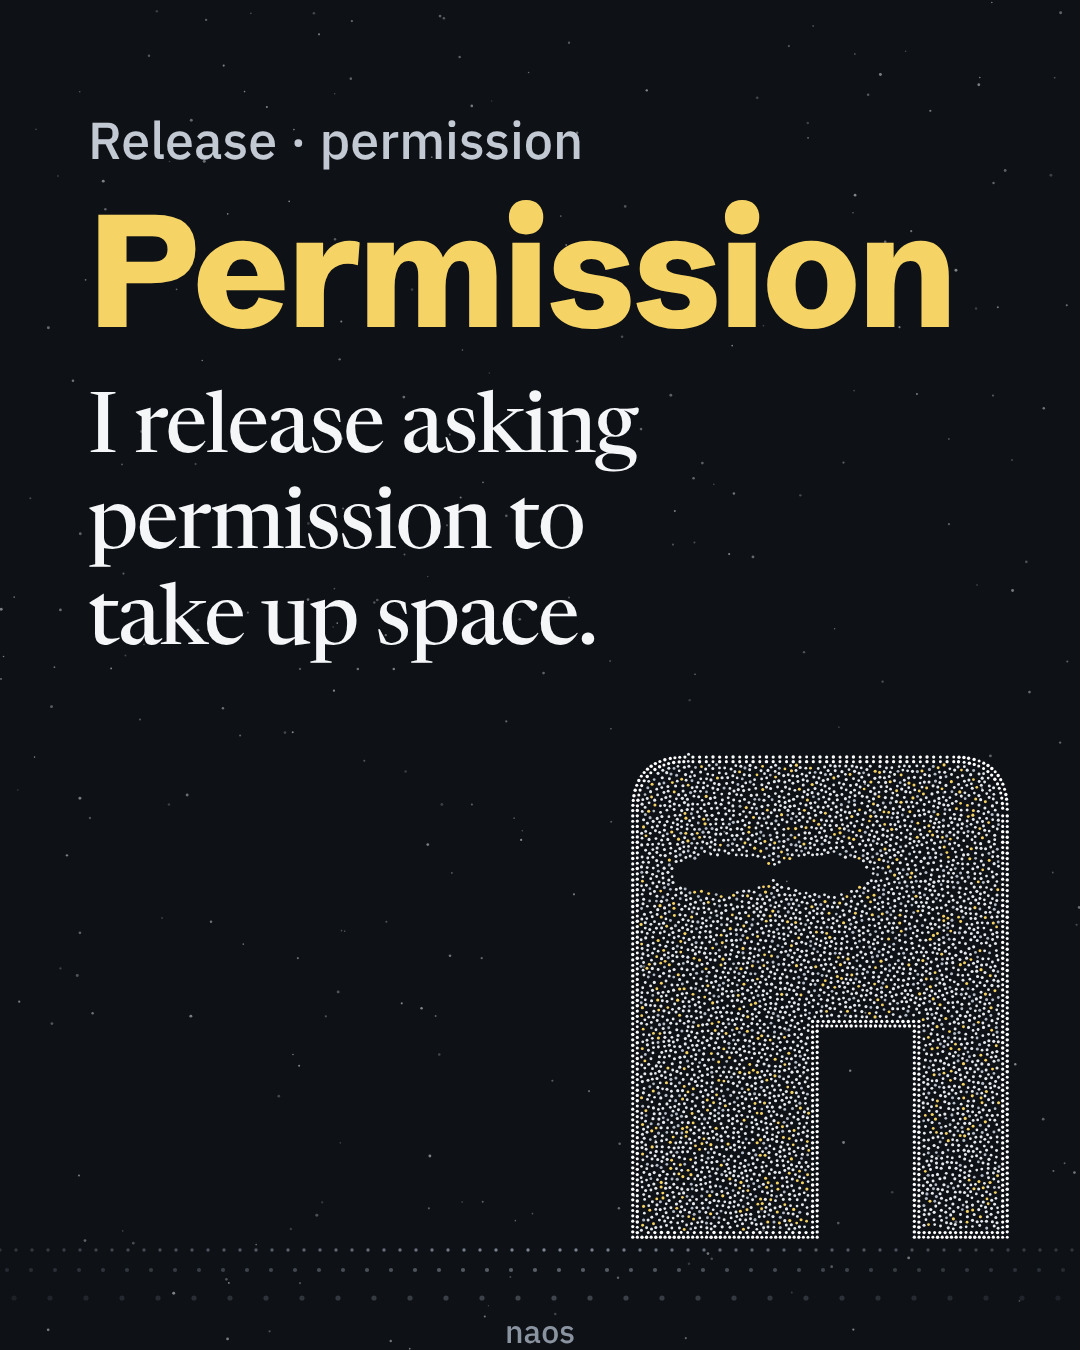 Release · permission
Permission
I release asking
permission to
take up space.
naos